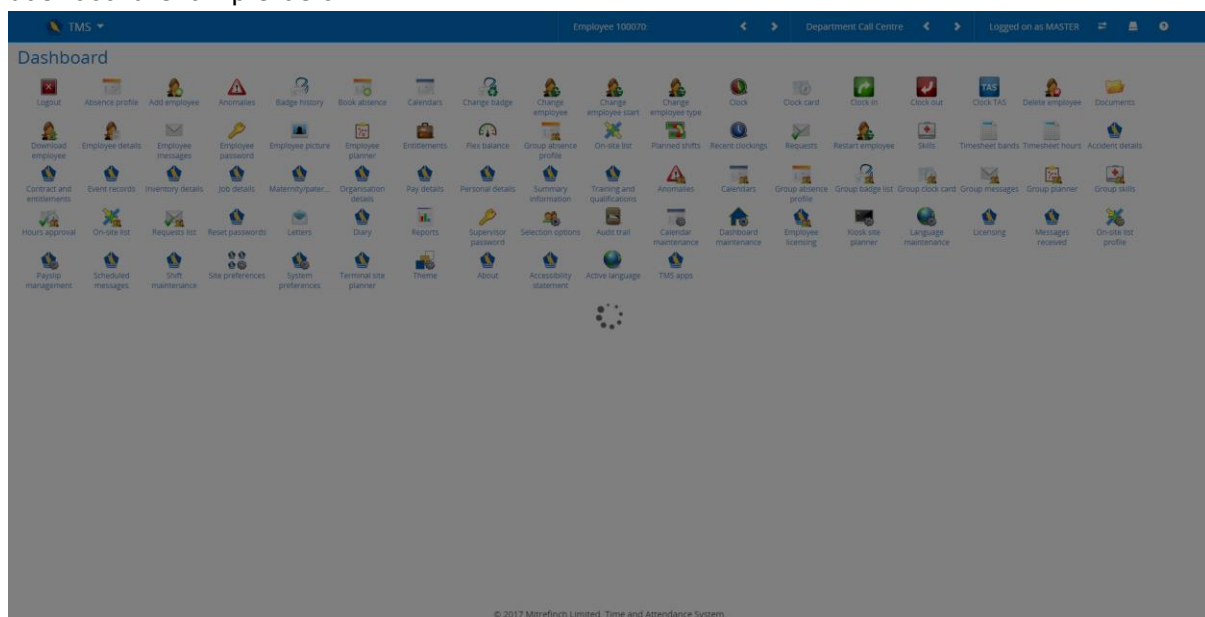 TMS Employee 100070: Department Call Centre Logged on as MASTER
Dashboard
Logout Absence profile Add employee Anomalies Badge history Book absence Calendars Change badge Change employee Change employee start Change employee type Clock Clock card Clock in Clock out Clock TAS Delete employee Documents
TAS
Download employee Employee details Employee messages Employee password Employee picture Employee planner Entitlements Flex balance Group absence profile On-site list Planned shifts Recent clockings Requests Restart employee Skills Timesheet bands Timesheet hours Accident details
Contract and entitlements Event records Inventory details Job details Maternity/pater... Organisation details Pay details Personal details Summary information Training and qualifications Anomalies Calendars Group absence profile Group badge list Group clock card Group messages Group planner Group skills
Hours approval On-site list Requests list Reset passwords Letters Diary Reports Supervisor password Selection options Audit trail Calendar maintenance Dashboard maintenance Employee licensing Kiosk site planner Language maintenance Licensing Messages received On-site list profile
Payslip management Scheduled messages Shift maintenance Site preferences System preferences Terminal site planner Theme About Accessibility statement Active language TMS apps
© 2017 Mitrefinch Limited. Time and Attendance System.